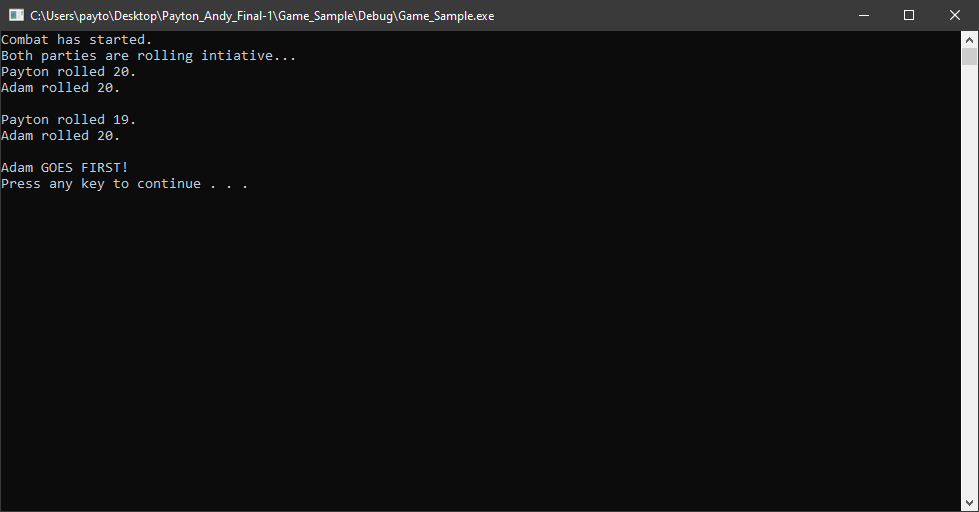 C:\Users\payto\Desktop\Payton_Andy_Final-1\Game_Sample\Debug\Game_Sample.exe
Combat has started.
Both parties are rolling intiative...
Payton rolled 20.
Adam rolled 20.
Payton rolled 19.
Adam rolled 20.
Adam GOES FIRST!
Press any key to continue . . .